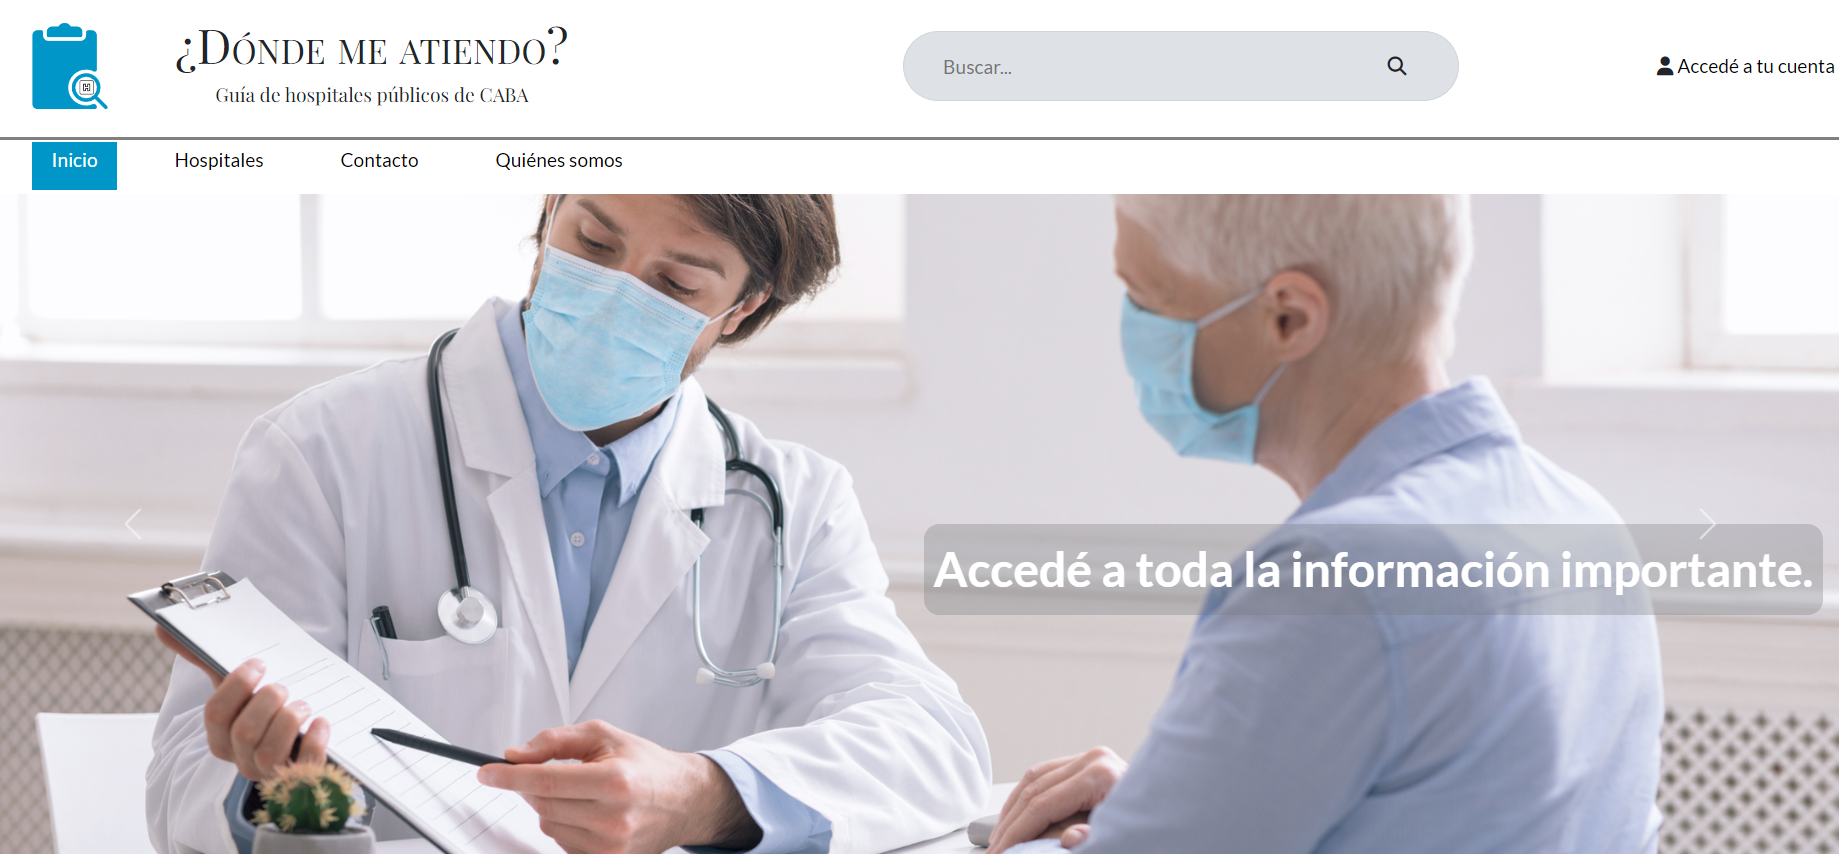 ¿Dónde me atiendo?
Guía de hospitales públicos de CABA
Buscar...
Accedé a tu cuenta
Inicio
Hospitales
Contacto
Quiénes somos
Accedé a toda la información importante.